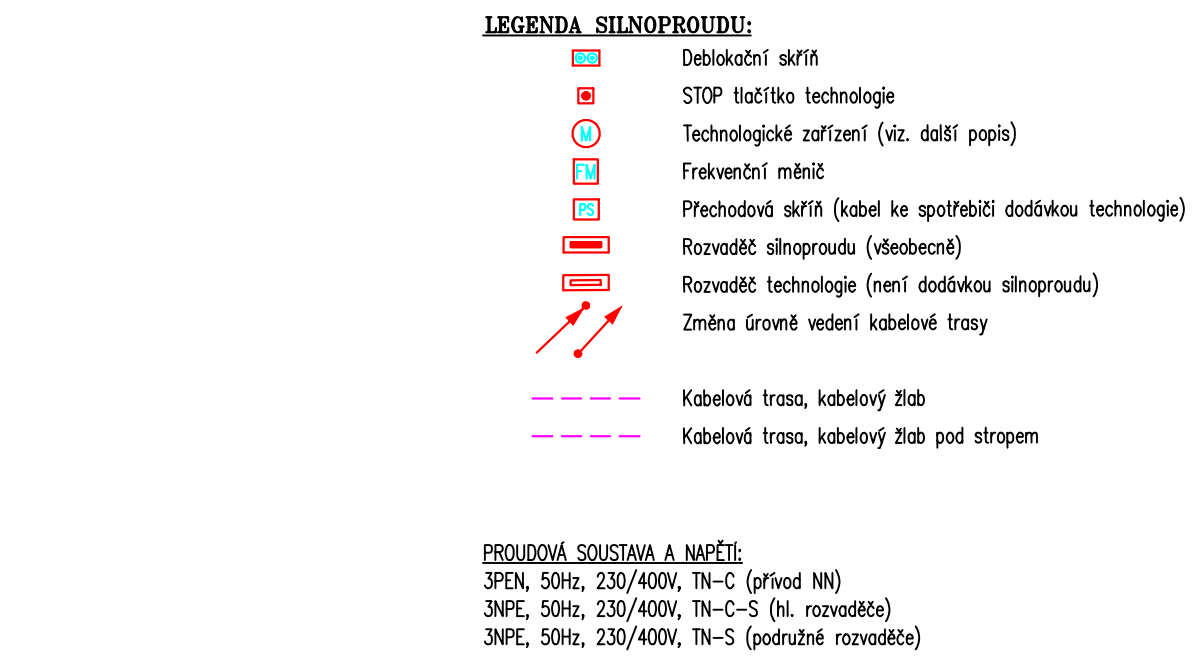 LEGENDA SILNOPROUDU:
Deblokační skříň
STOP tlačítko technologie
M Technologické zařízení (viz. další popis)
FM Frekvenční měnič
PS Přechodová skříň (kabel ke spotřebiči dodávkou technologie)
Rozvaděč silnoproudu (všeobecně)
Rozvaděč technologie (není dodávkou silnoproudu)
Změna úrovně vedení kabelové trasy
Kabelová trasa, kabelový žlab
Kabelová trasa, kabelový žlab pod stropem
PROUDOVÁ SOUSTAVA A NAPĚTÍ:
3PEN, 50Hz, 230/400V, TN-C (přívod NN)
3NPE, 50Hz, 230/400V, TN-C-S (hl. rozvaděče)
3NPE, 50Hz, 230/400V, TN-S (podružné rozvaděče)